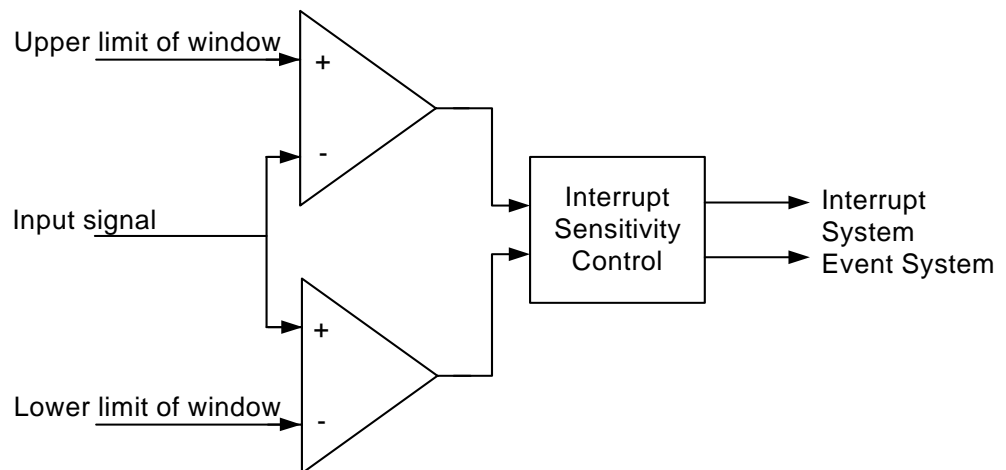 Upper limit of window
+
-
Input signal
Interrupt
Sensitivity
Control
Interrupt
System
Event System
+
Lower limit of window
-